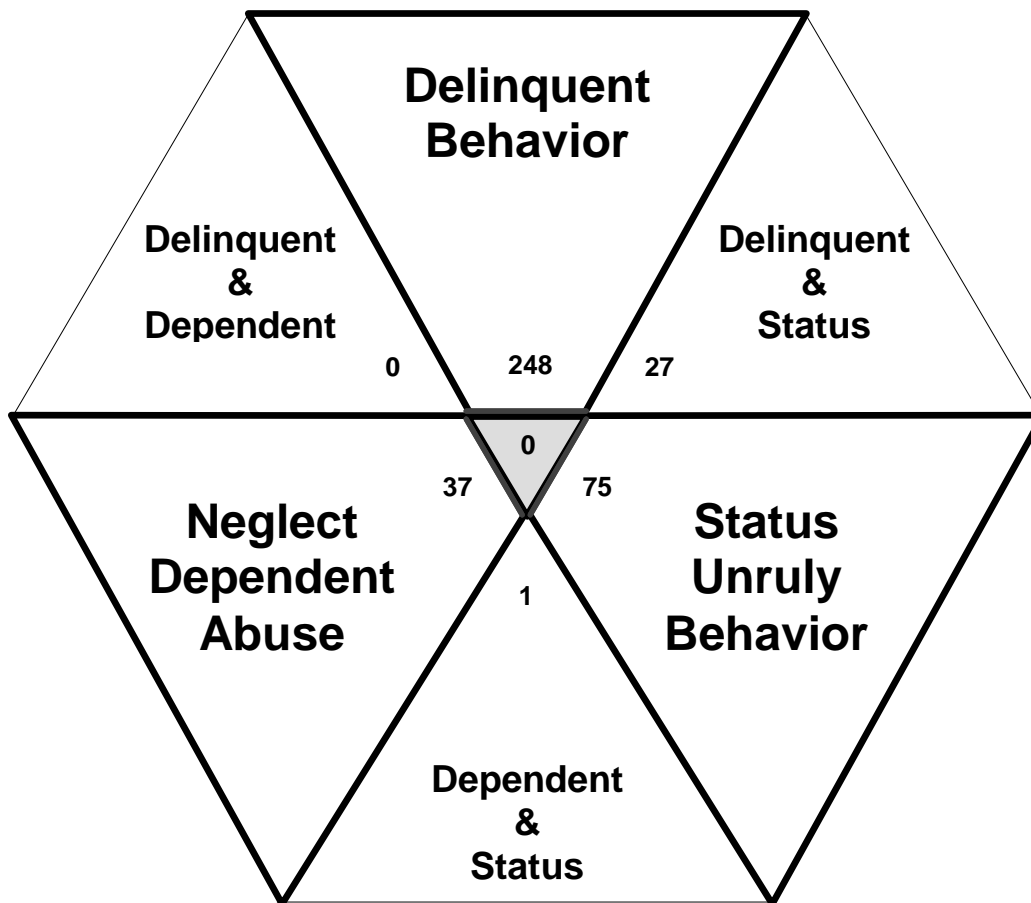 Delinquent
Behavior
Delinquent
&
Dependent
Delinquent
&
Status
0
248
27
0
37
75
Neglect
Dependent
Abuse
Status
Unruly
Behavior
1
Dependent
&
Status